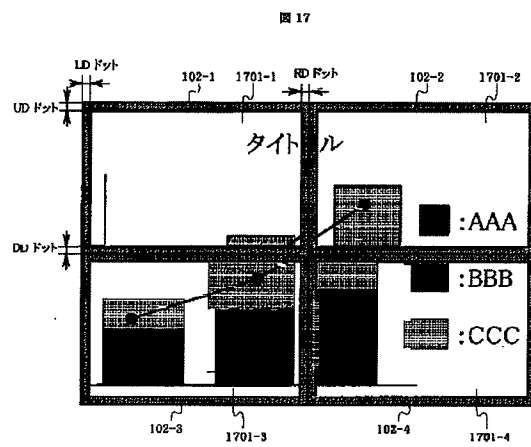 図 17
LD ドット
102-1
1701-1
RD ドット
102-2
1701-2
UD ドット
タイトル
:AAA
DD ドット
:BBB
:CCC
102-3
1701-3
102-4
1701-4